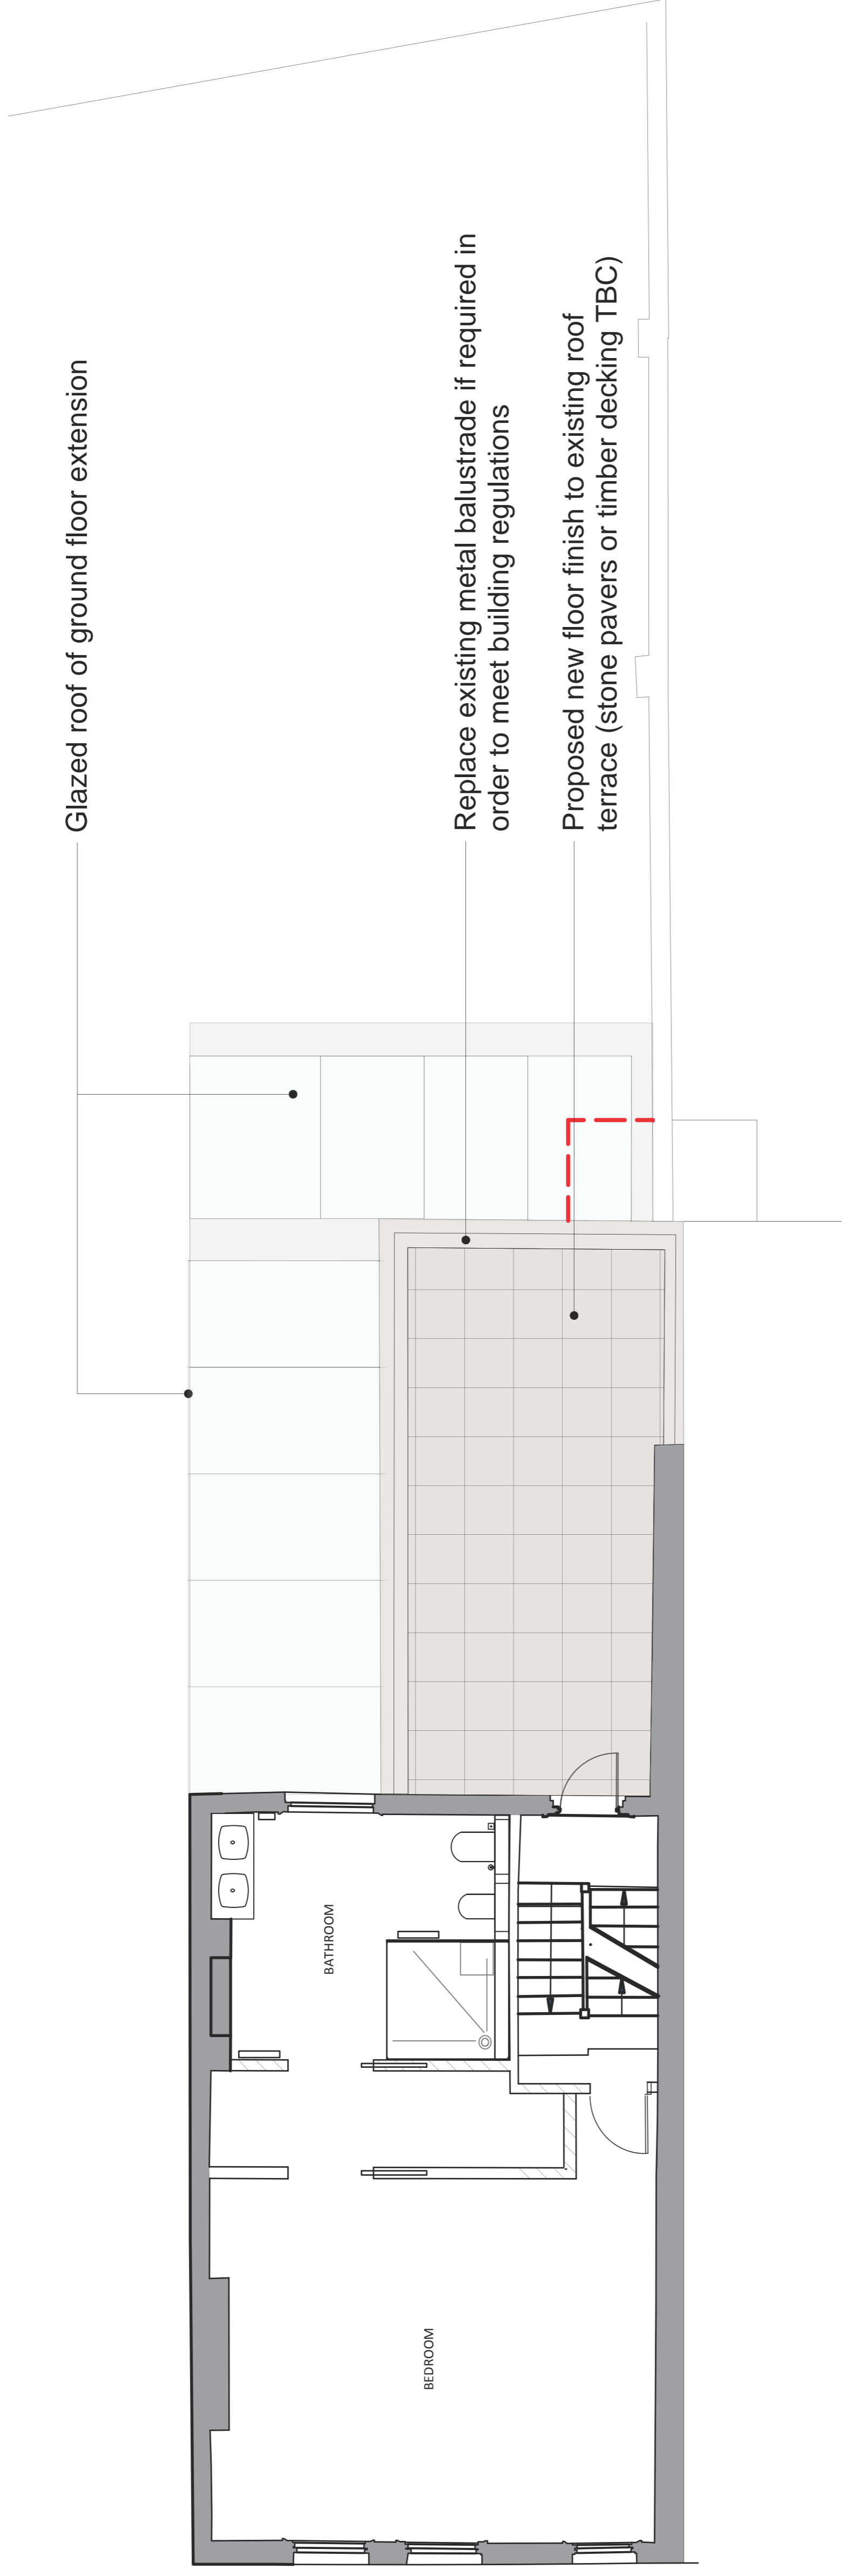 Glazed roof of ground floor extension
Replace existing metal balustrade if required in
order to meet building regulations
Proposed new floor finish to existing roof
terrace (stone pavers or timber decking TBC)
BATHROOM
BEDROOM